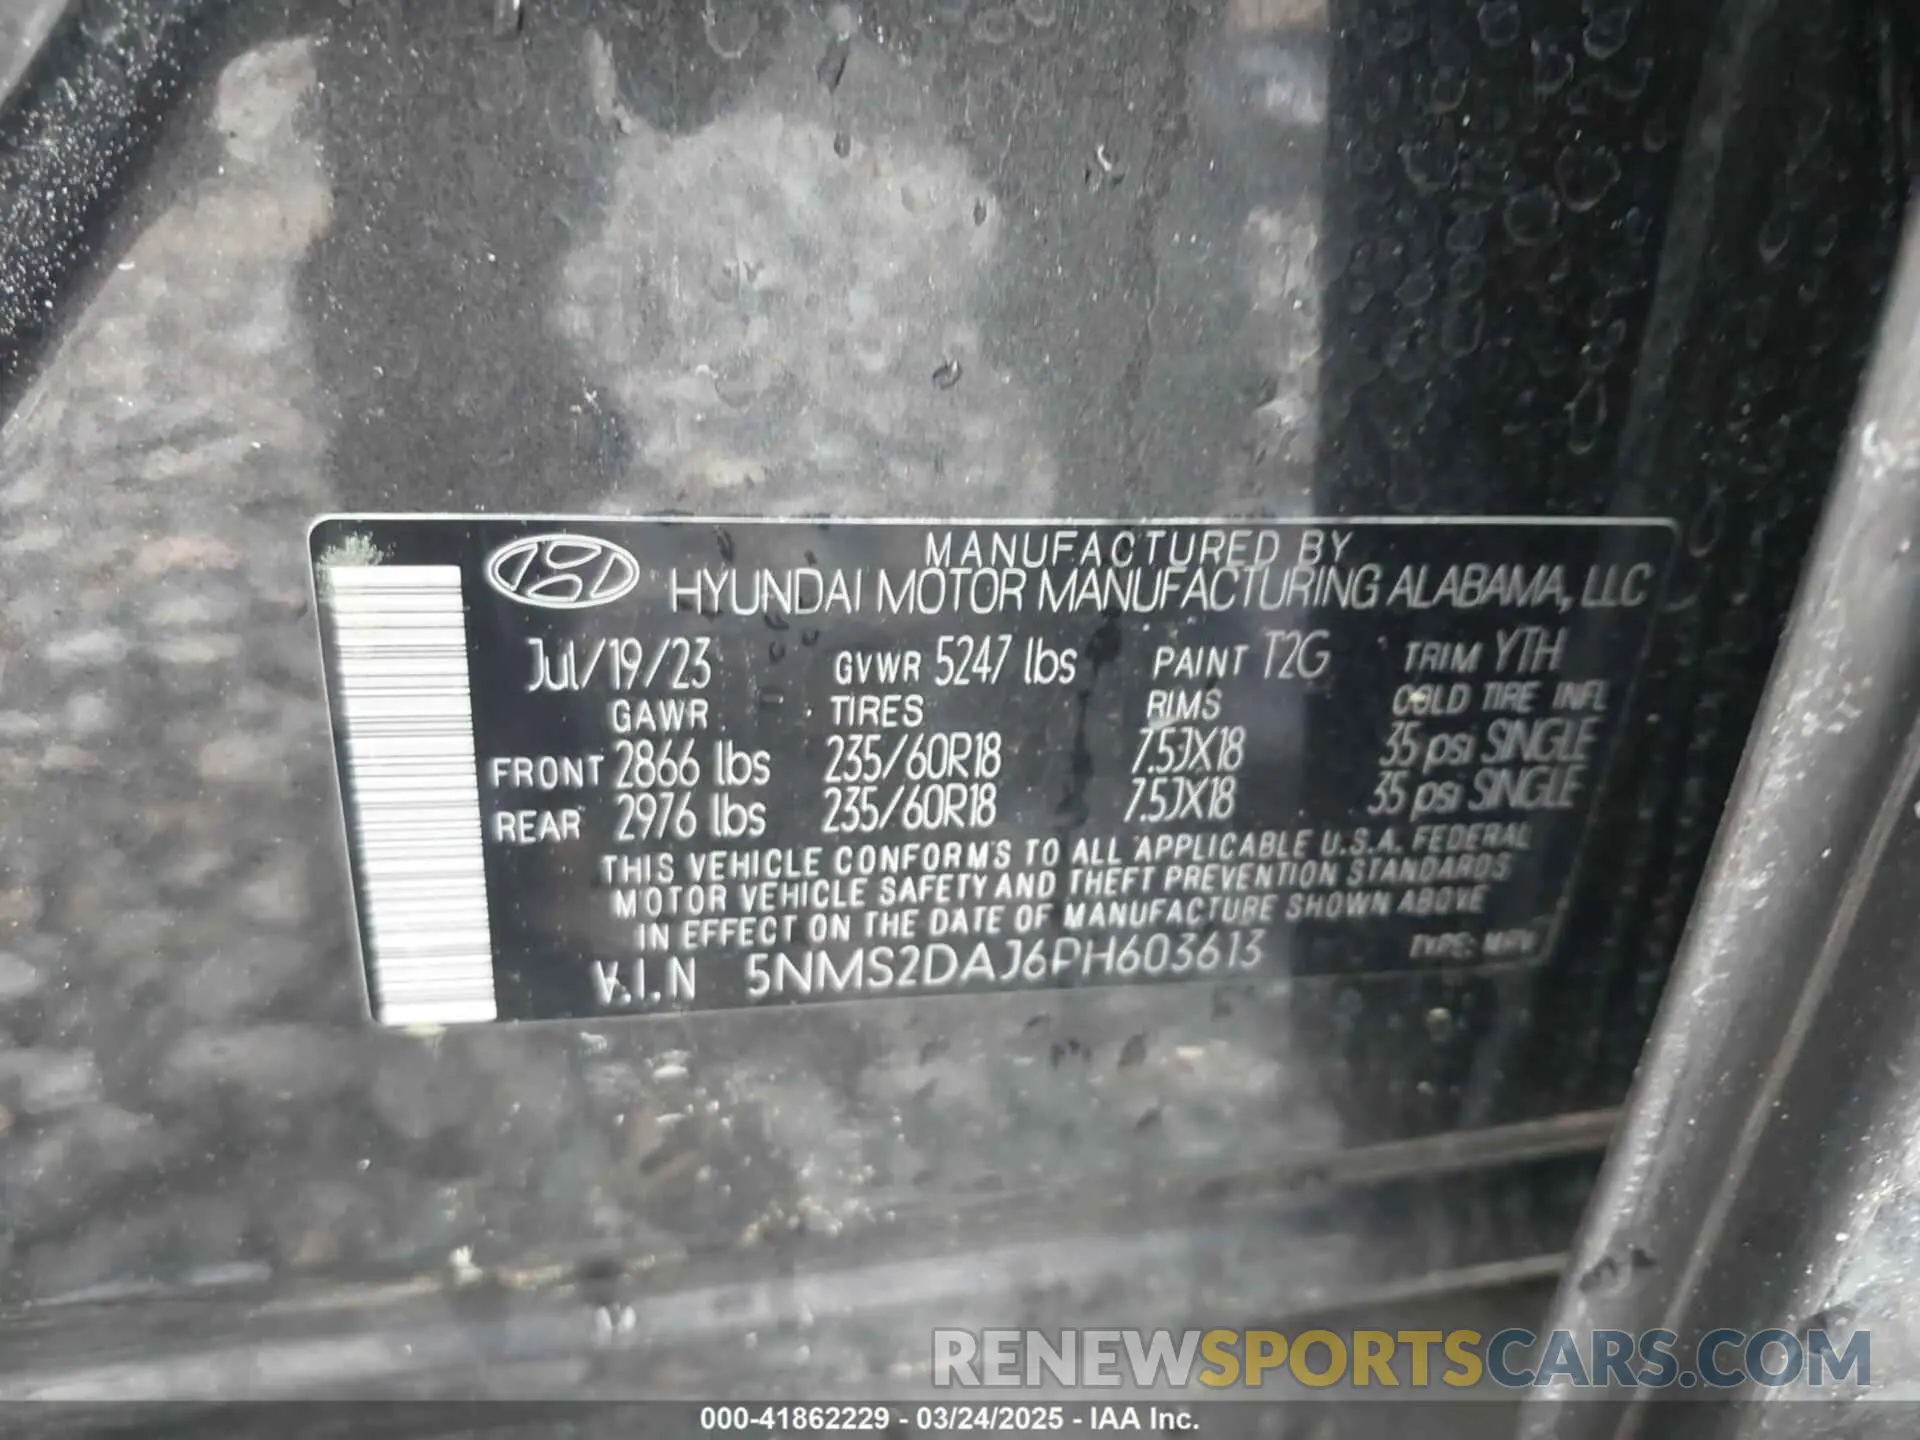 MANUFACTURED BY
HYUNDAI MOTOR MANUFACTURING ALABAMA, LLC
Jul/19/23 GVWR 5247 lbs PAINT T2G TRIM YTH
GAWR TIRES RIMS COLD TIRE INFL
FRONT 2866 lbs 235/60R18 7.5JX18 35 psi SINGLE
REAR 2976 lbs 235/60R18 7.5JX18 35 psi SINGLE
THIS VEHICLE CONFORMS TO ALL APPLICABLE U.S.A. FEDERAL
MOTOR VEHICLE SAFETY AND THEFT PREVENTION STANDARDS
IN EFFECT ON THE DATE OF MANUFACTURE SHOWN ABOVE
V.I.N 5NMS2DAJ6PH603613 TYPE: MPV
RENEWSPORTSCARS.COM
000-41862229 - 03/24/2025 - IAA Inc.